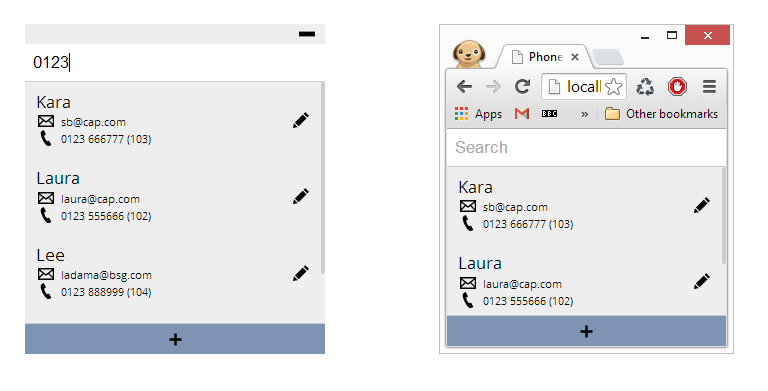 0123
Kara
sb@cap.com
0123 666777 (103)
Laura
laura@cap.com
0123 555666 (102)
Lee
ladama@bsg.com
0123 888999 (104)
+
Phone
locall
Apps
BBC
»
Other bookmarks
Search
Kara
sb@cap.com
0123 666777 (103)
Laura
laura@cap.com
0123 555666 (102)
+